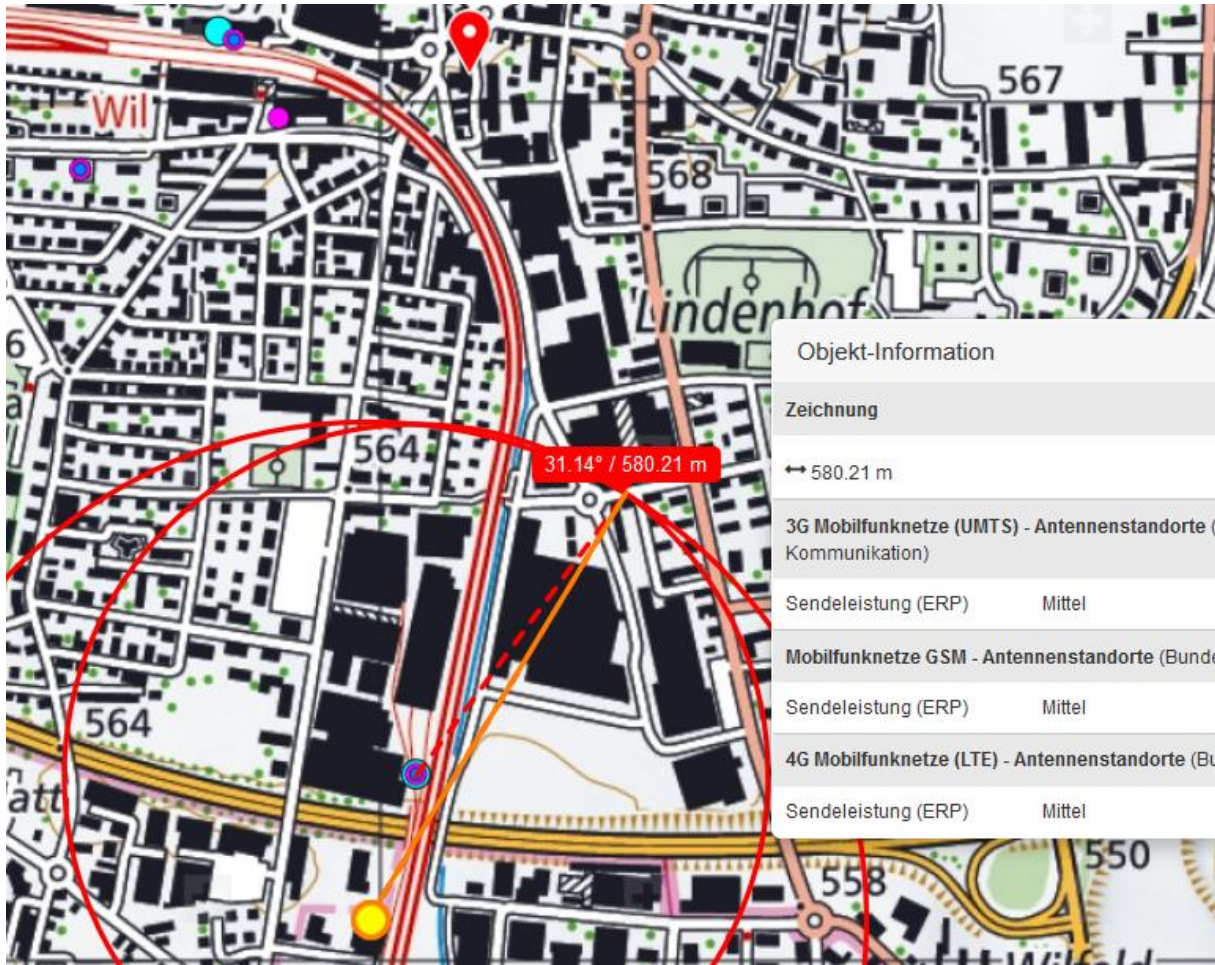 Wil
567
568
Lindenhof
6
a
564
31.14° / 580.21 m
Objekt-Information
Zeichnung
580.21 m
3G Mobilfunknetze (UMTS) - Antennenstandorte (
Kommunikation)
Sendeleistung (ERP) Mittel
Mobilfunknetze GSM - Antennenstandorte (Bunde
Sendeleistung (ERP) Mittel
4G Mobilfunknetze (LTE) - Antennenstandorte (Bu
Sendeleistung (ERP) Mittel
564
att
550
558
Wilfeld